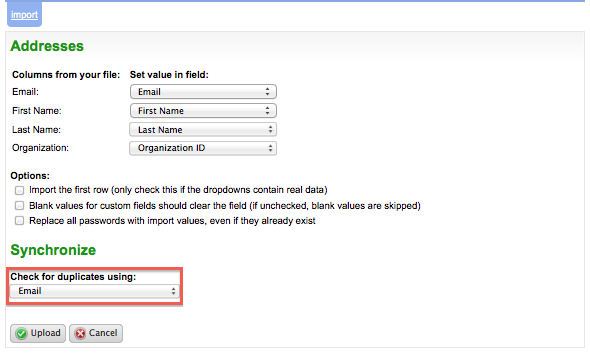 import
Addresses
Columns from your file: Set value in field:
Email: Email
First Name: First Name
Last Name: Last Name
Organization: Organization ID
Options:
Import the first row (only check this if the dropdowns contain real data)
Blank values for custom fields should clear the field (if unchecked, blank values are skipped)
Replace all passwords with import values, even if they already exist
Synchronize
Check for duplicates using:
Email
Upload Cancel